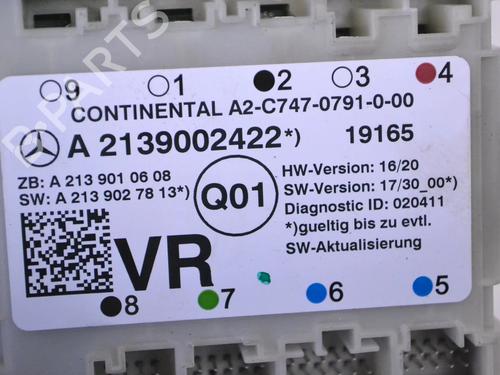 9 1 2 3 4
CONTINENTAL A2-C747-0791-0-00
A 2139002422*) 19165
ZB: A 213 901 06 08
SW: A 213 902 78 13*)
Q01
HW-Version: 16/20
SW-Version: 17/30_00*)
Diagnostic ID: 020411
*)gueltig bis zu evtl.
SW-Aktualisierung
VR
8 7 6 5
B-PARTS